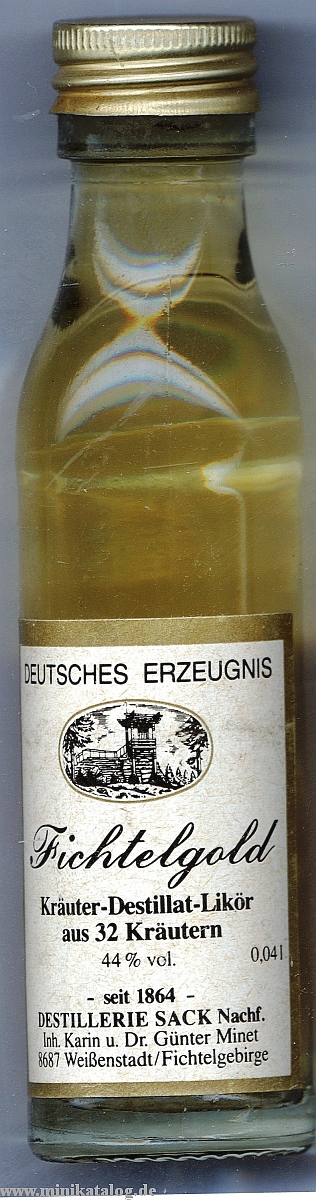 DEUTSCHES ERZEUGNIS
Fichtelgold
Kräuter-Destillat-Likör
aus 32 Kräutern
44% vol.
0,04l
- seit 1864 -
DESTILLERIE SACK Nachf.
Inh. Karin u. Dr. Günter Minet
8687 Weißenstadt/Fichtelgebirge
www.minikatalog.de